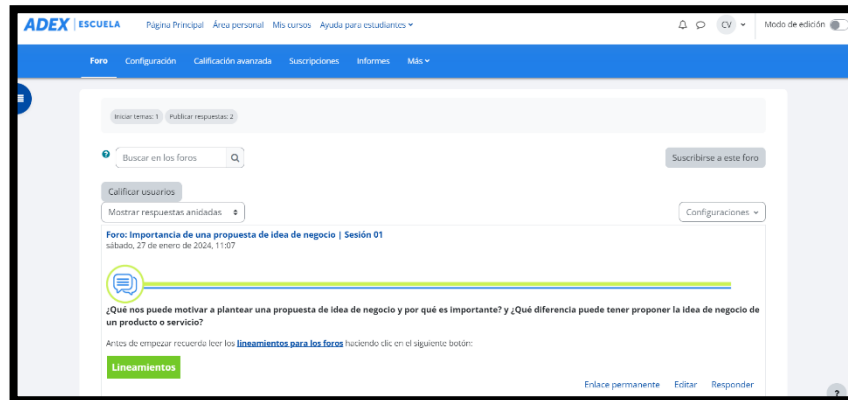 ADEX ESCUELA Página Principal Área personal Mis cursos Ayuda para estudiantes CV Modo de edición
Foro Configuración Calificación avanzada Suscripciones Informes Más
Iniciar temas: 1 Publicar respuestas: 2
Buscar en los foros Suscribirse a este foro
Calificar usuarios
Mostrar respuestas anidadas Configuraciones
Foro: Importancia de una propuesta de idea de negocio | Sesión 01
sábado, 27 de enero de 2024, 11:07
¿Qué nos puede motivar a plantear una propuesta de idea de negocio y por qué es importante? y ¿Qué diferencia puede tener proponer la idea de negocio de
un producto o servicio?
Antes de empezar recuerda leer los lineamientos para los foros haciendo clic en el siguiente botón:
Lineamientos
Enlace permanente Editar Responder
?